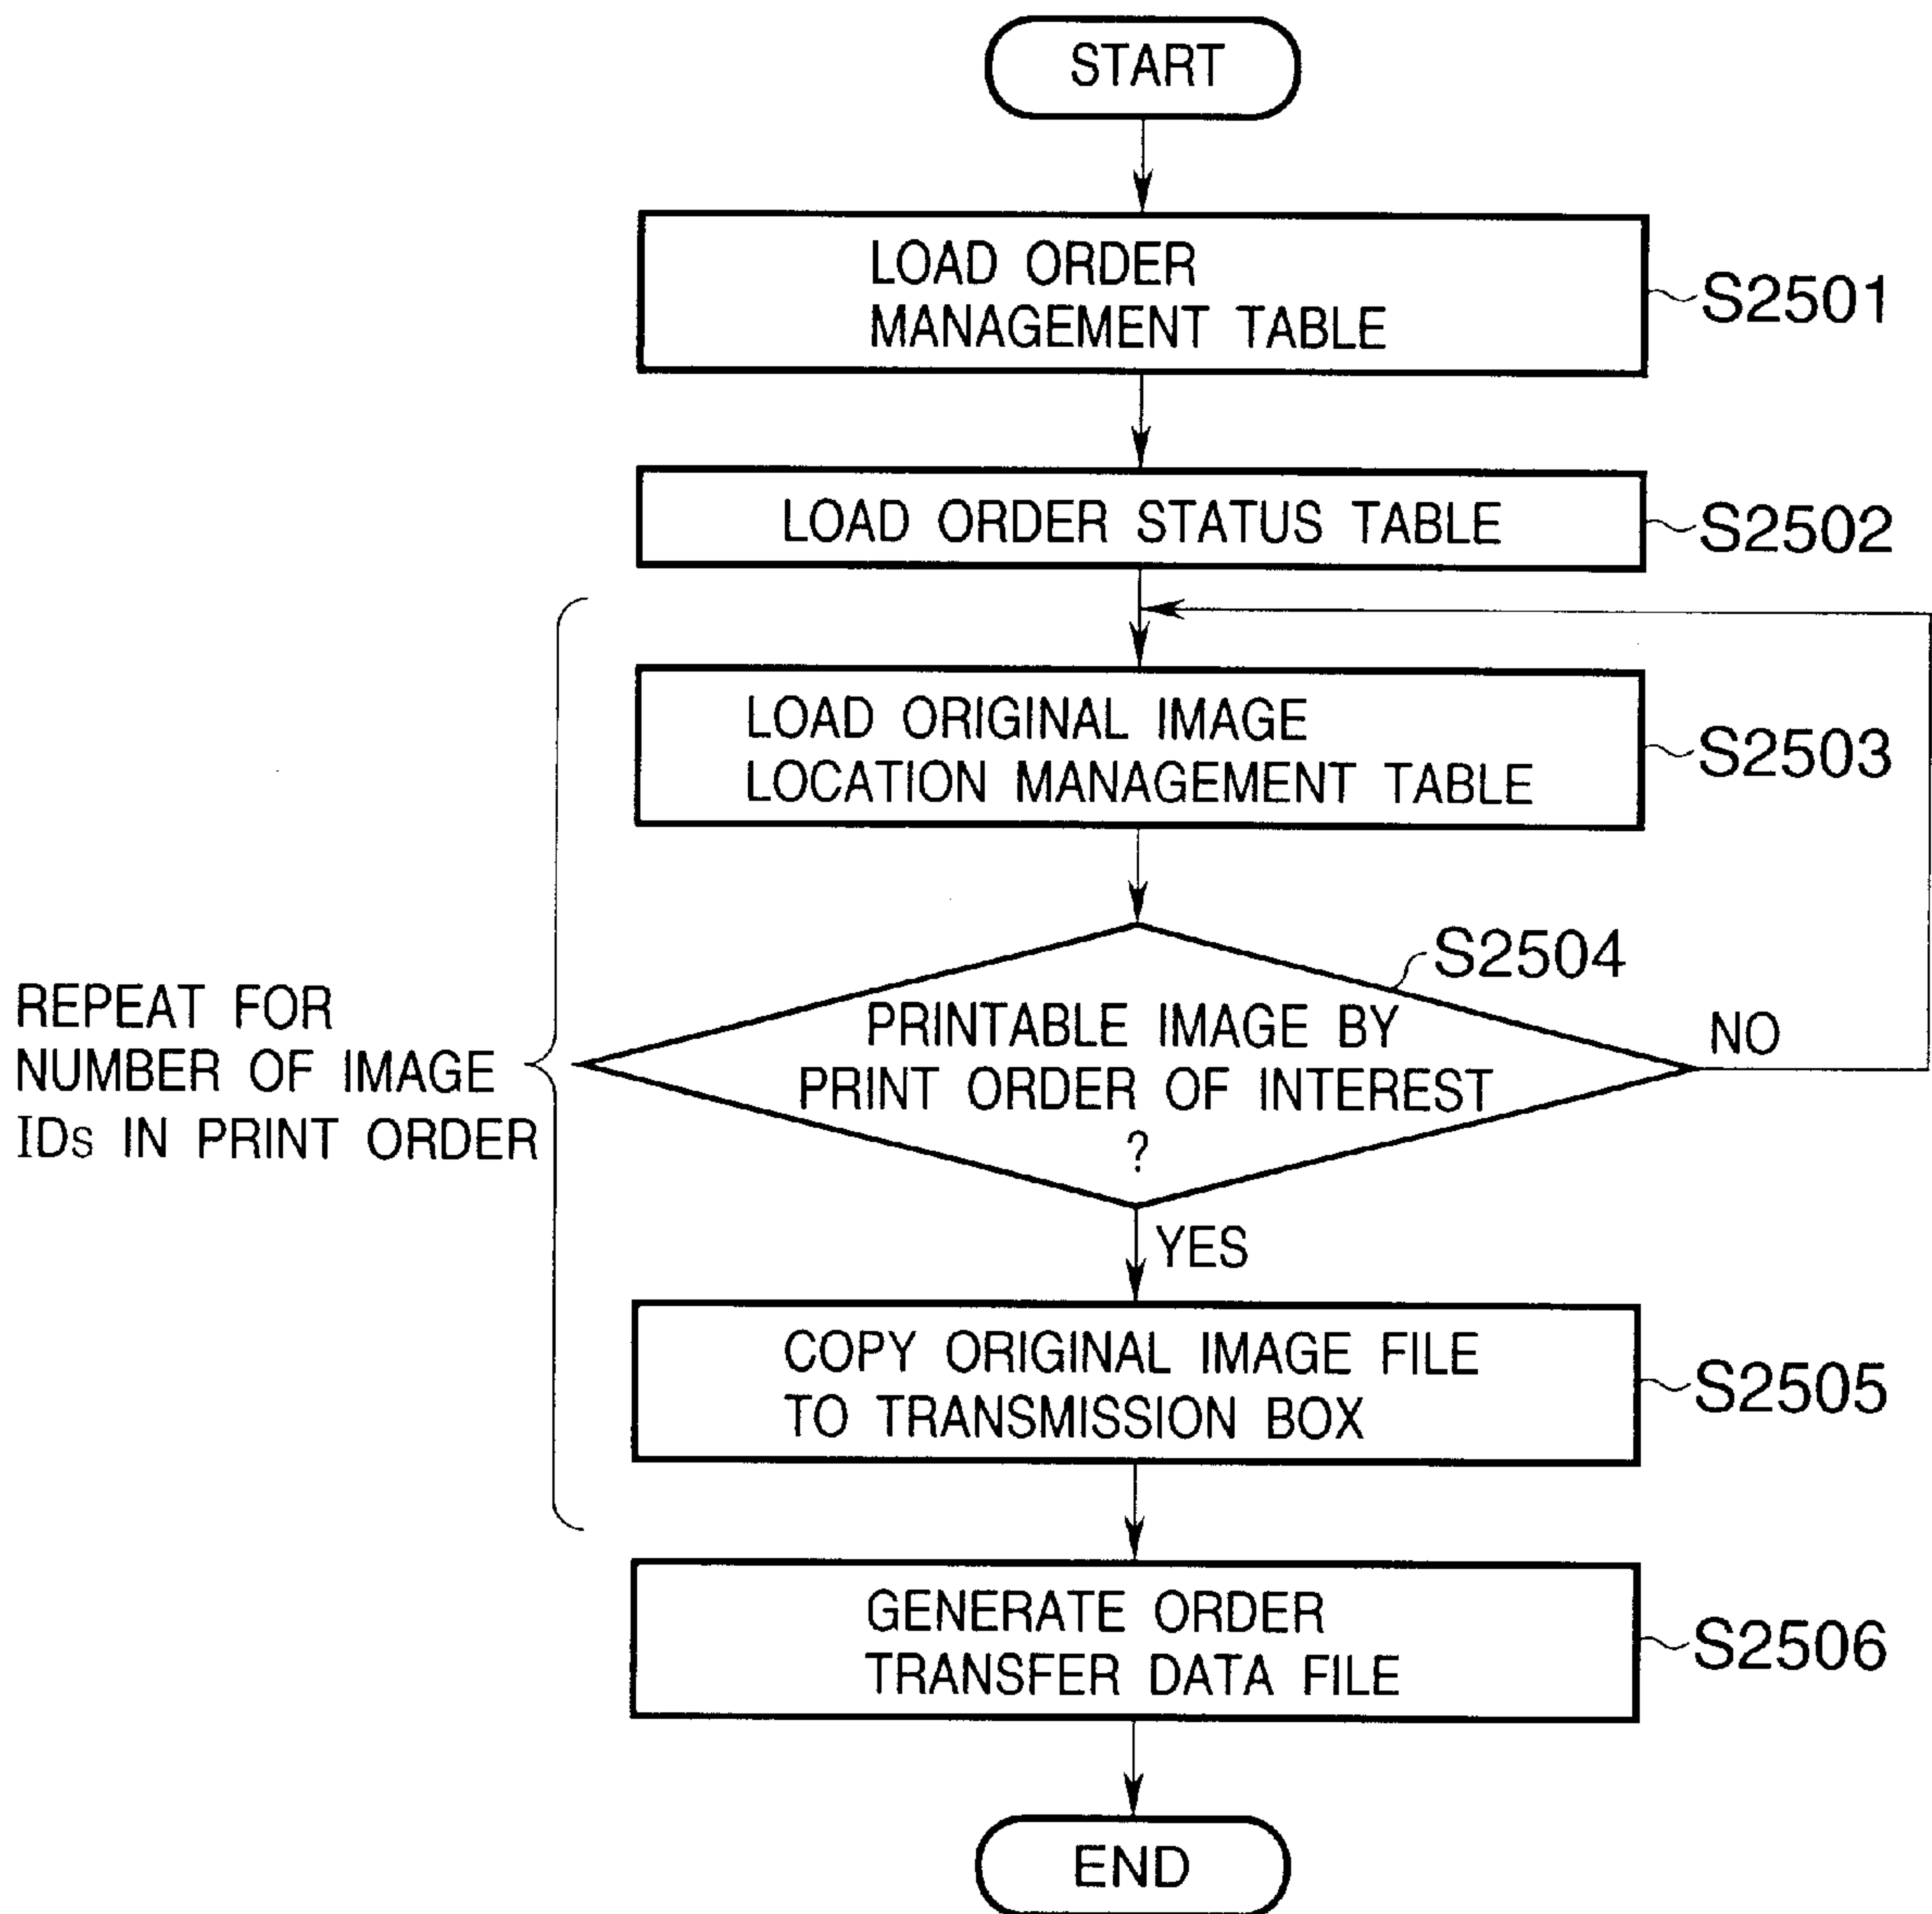 START
LOAD ORDER
MANAGEMENT TABLE
S2501
LOAD ORDER STATUS TABLE
S2502
LOAD ORIGINAL IMAGE
LOCATION MANAGEMENT TABLE
S2503
S2504
PRINTABLE IMAGE BY
PRINT ORDER OF INTEREST
?
NO
REPEAT FOR
NUMBER OF IMAGE
IDs IN PRINT ORDER
YES
COPY ORIGINAL IMAGE FILE
TO TRANSMISSION BOX
S2505
GENERATE ORDER
TRANSFER DATA FILE
S2506
END